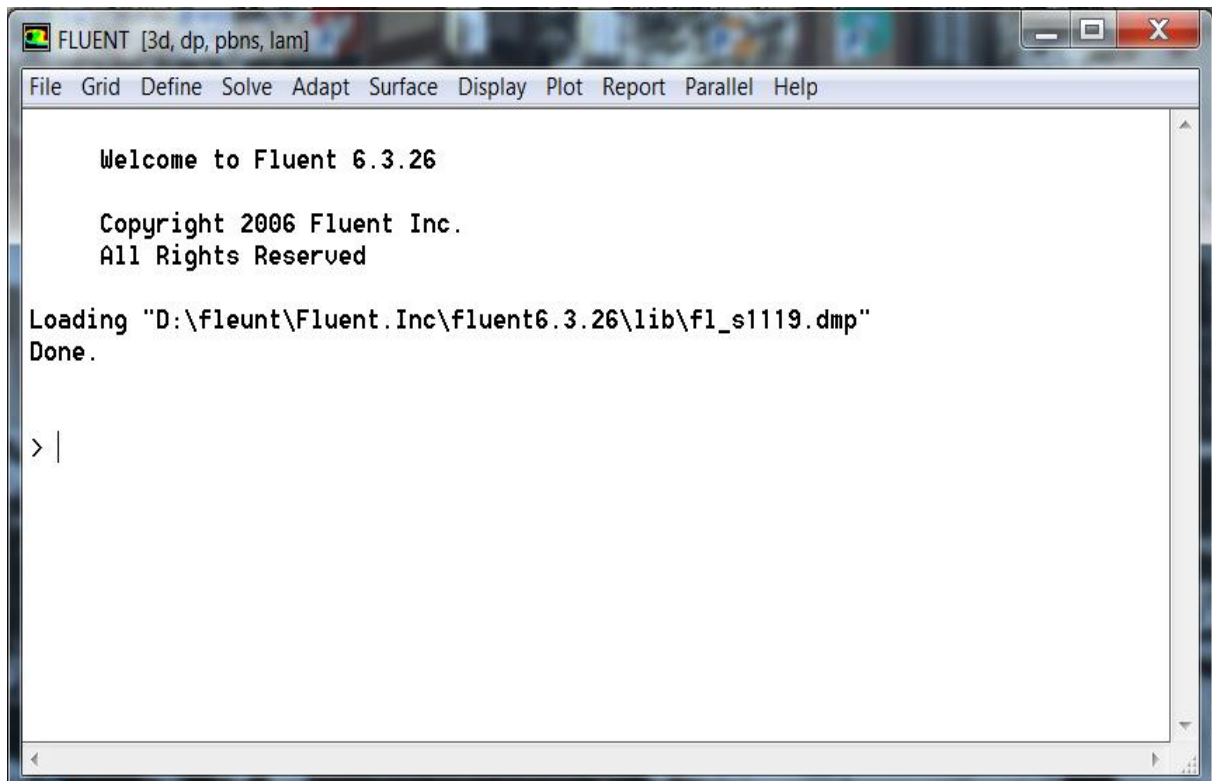 FLUENT [3d, dp, pbns, lam]
File Grid Define Solve Adapt Surface Display Plot Report Parallel Help
Welcome to Fluent 6.3.26
Copyright 2006 Fluent Inc.
All Rights Reserved
Loading "D:\fleunt\Fluent.Inc\fluent6.3.26\lib\fl_s1119.dmp"
Done.
>